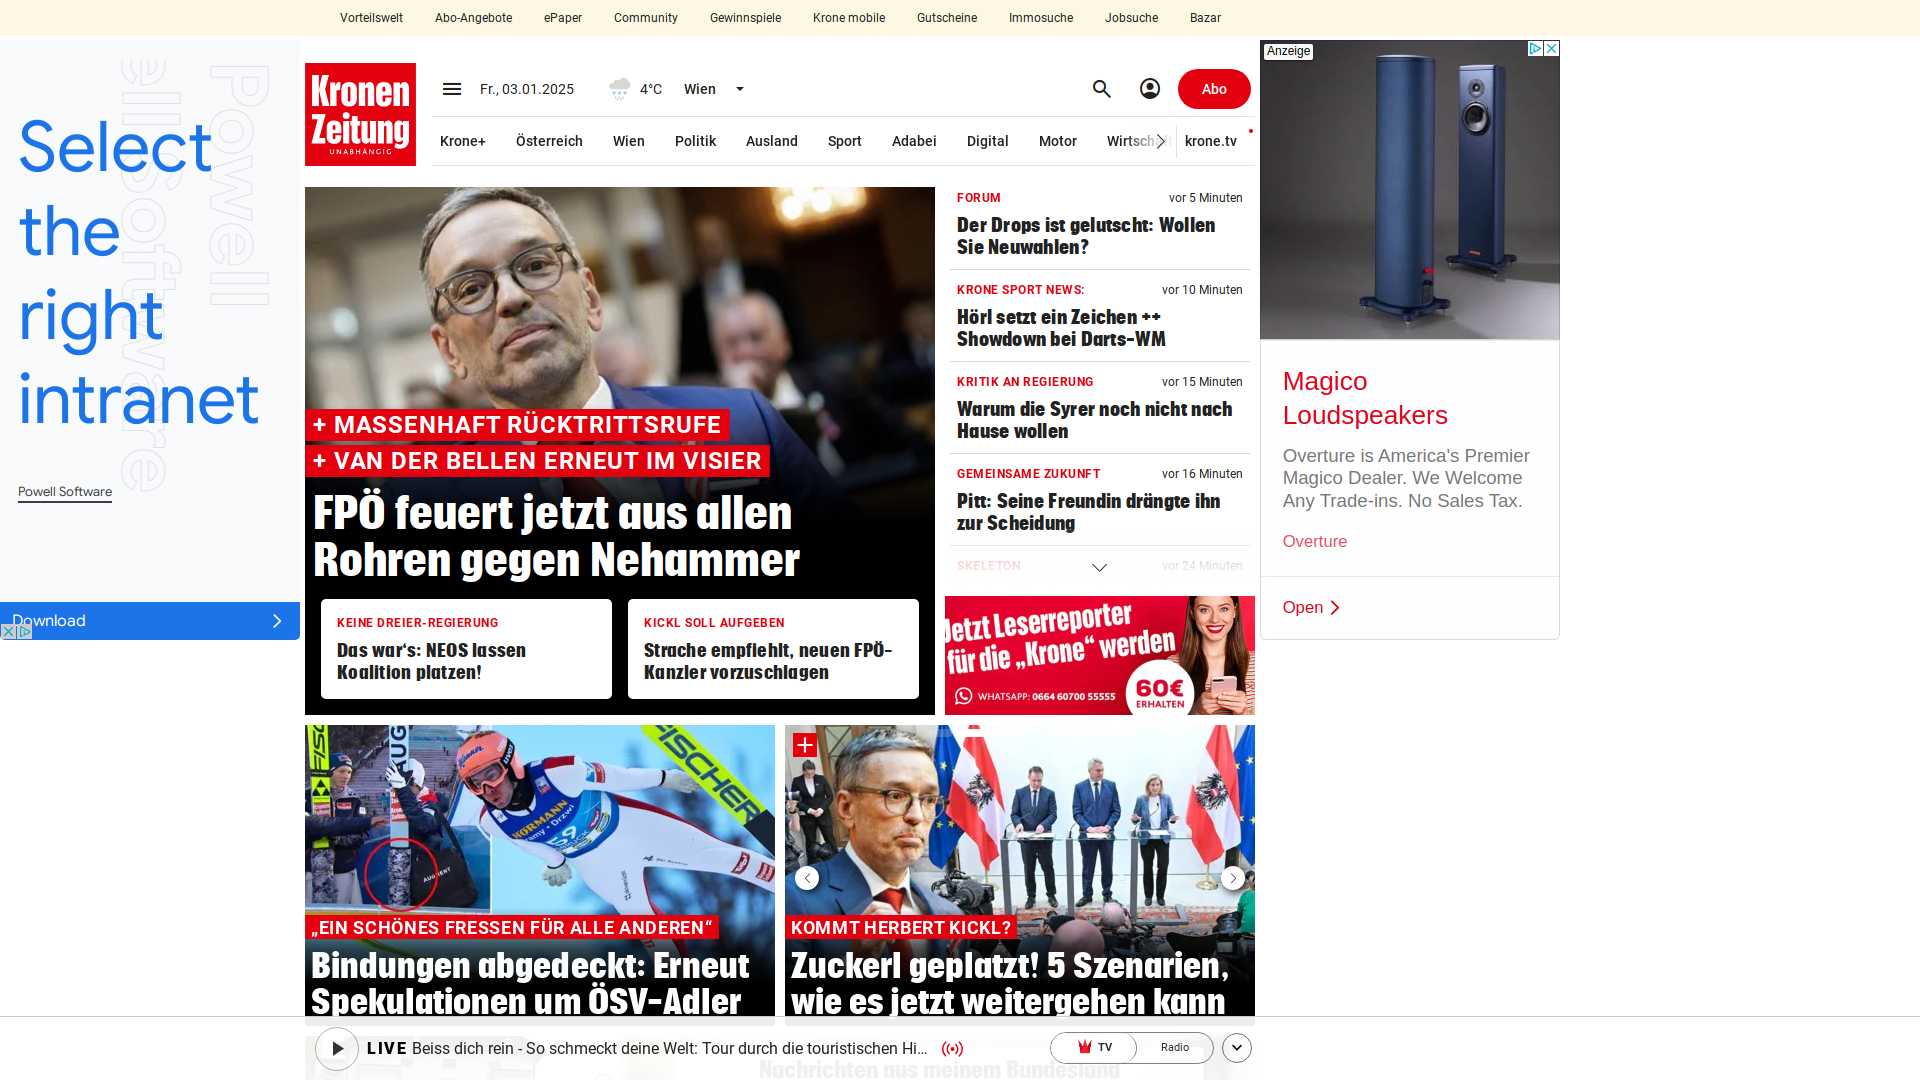 Vorteilswelt Abo-Angebote ePaper Community Gewinnspiele Krone mobile Gutscheine Immosuche Jobsuche Bazar
Powell
ellSoftware
Select
the
right
intranet
Powell Software
Download
Kronen
Zeitung
UNABHÄNGIG
Fr., 03.01.2025 4°C Wien
Abo
Krone+ Österreich Wien Politik Ausland Sport Adabei Digital Motor Wirtschaft krone.tv
+ MASSENHAFT RÜCKTRITTSRUFE
+ VAN DER BELLEN ERNEUT IM VISIER
FPÖ feuert jetzt aus allen
Rohren gegen Nehammer
KEINE DREIER-REGIERUNG
Das war‘s: NEOS lassen
Koalition platzen!
KICKL SOLL AUFGEBEN
Strache empfiehlt, neuen FPÖ-
Kanzler vorzuschlagen
FORUM vor 5 Minuten
Der Drops ist gelutscht: Wollen
Sie Neuwahlen?
KRONE SPORT NEWS: vor 10 Minuten
Hörl setzt ein Zeichen ++
Showdown bei Darts-WM
KRITIK AN REGIERUNG vor 15 Minuten
Warum die Syrer noch nicht nach
Hause wollen
GEMEINSAME ZUKUNFT vor 16 Minuten
Pitt: Seine Freundin drängte ihn
zur Scheidung
SKELETON vor 24 Minuten
Jetzt Leserreporter
für die „Krone“ werden
WHATSAPP: 0664 60700 55555
60€
ERHALTEN
Anzeige
Magico
Loudspeakers
Overture is America's Premier
Magico Dealer. We Welcome
Any Trade-ins. No Sales Tax.
Overture
Open
FISCHER
AUG
HORMANN
59
AUGMENT
„EIN SCHÖNES FRESSEN FÜR ALLE ANDEREN“
Bindungen abgedeckt: Erneut
Spekulationen um ÖSV-Adler
KOMMT HERBERT KICKL?
Zuckerl geplatzt! 5 Szenarien,
wie es jetzt weitergehen kann
LIVE Beiss dich rein - So schmeckt deine Welt: Tour durch die touristischen Hi...
TV Radio
Nachrichten aus meinem Bundesland